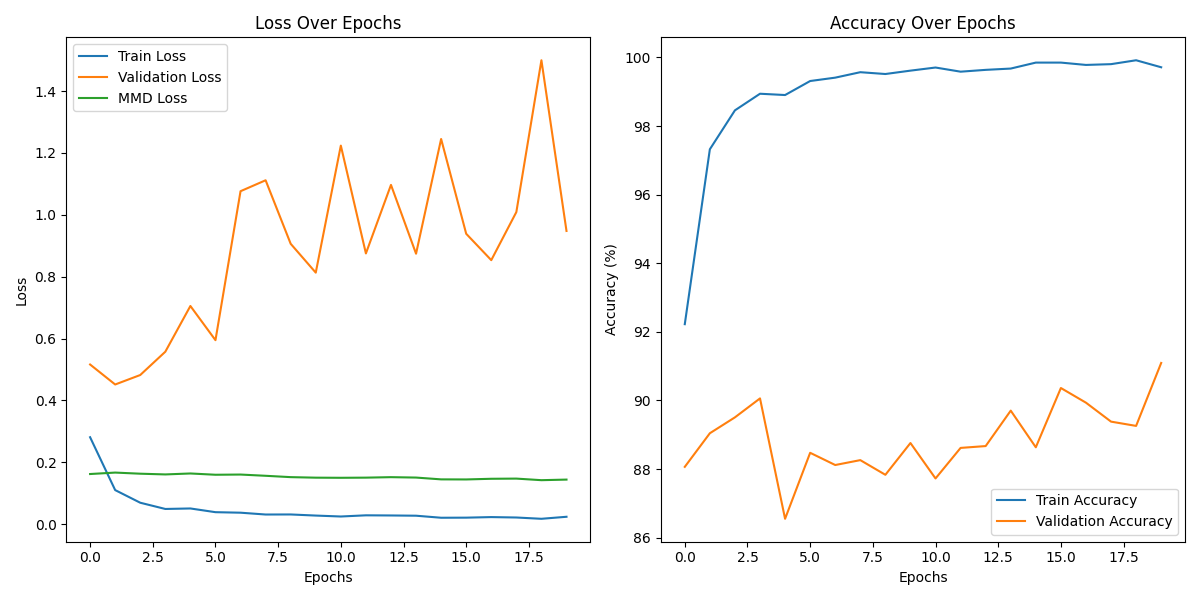 Loss Over Epochs
Train Loss
Validation Loss
MMD Loss
1.4
1.2
1.0
0.8
0.6
0.4
0.2
0.0
Loss
0.0 2.5 5.0 7.5 10.0 12.5 15.0 17.5
Epochs
Accuracy Over Epochs
100
98
96
94
92
90
88
86
Accuracy (%)
Train Accuracy
Validation Accuracy
0.0 2.5 5.0 7.5 10.0 12.5 15.0 17.5
Epochs